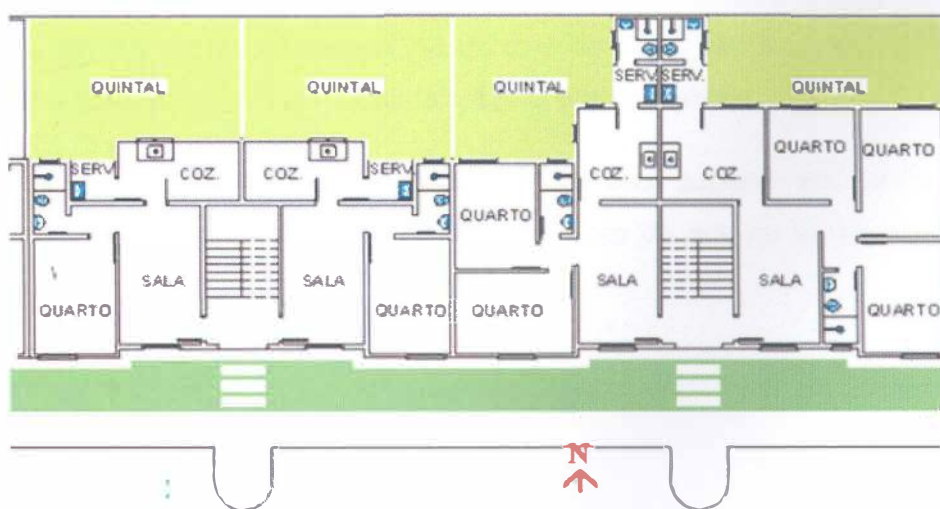 QUINTAL
QUINTAL
QUINTAL
QUINTAL
SERV.
SERV.
SERV.
SERV
COZ.
COZ.
COZ.
COZ.
QUARTO
QUARTO
QUARTO
SALA
SALA
SALA
SALA
QUARTO
QUARTO
QUARTO
QUARTO
N